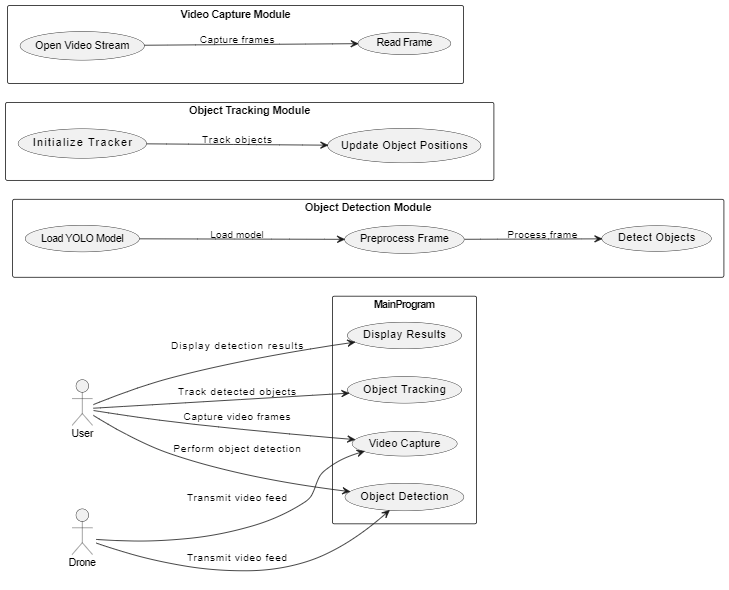 Video Capture Module
Open Video Stream
Capture frames
Read Frame
Object Tracking Module
Initialize Tracker
Track objects
Update Object Positions
Object Detection Module
Load YOLO Model
Load model
Preprocess Frame
Process frame
Detect Objects
MainProgram
Display Results
Display detection results
Object Tracking
Track detected objects
Capture video frames
Video Capture
User
Perform object detection
Object Detection
Transmit video feed
Drone
Transmit video feed